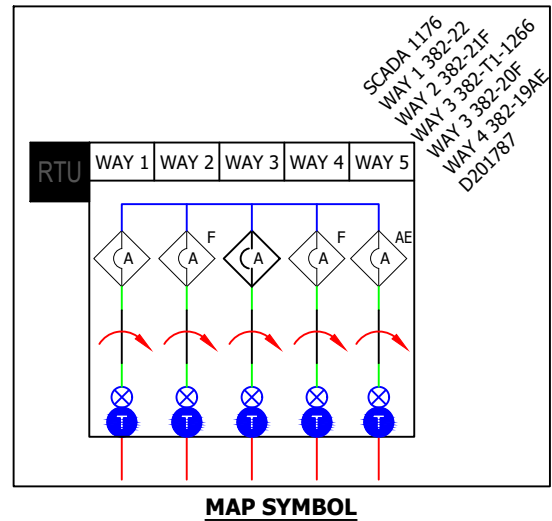 SCADA 1176
WAY 1 382-22
WAY 2 382-21F
WAY 3 382-T1-1266
WAY 3 382-20F
WAY 4 382-19AE
D201787
RTU
WAY 1 WAY 2 WAY 3 WAY 4 WAY 5
F F AE
A A A A A
T T T T T
MAP SYMBOL